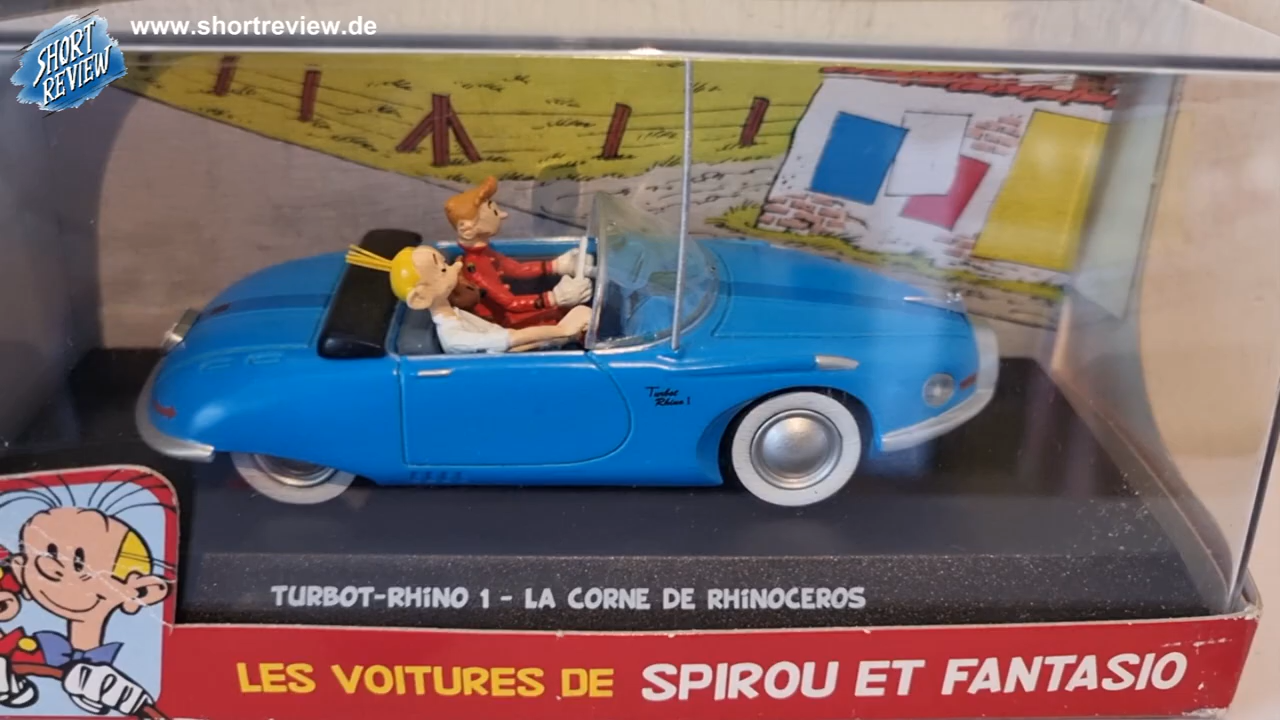 www.shortreview.de
SHORT
REVIEW
Turbot
Rhino I
TURBOT-RHiNO 1 - LA CORNE DE RHiNOCEROS
LES VOITURES DE SPIROU ET FANTASIO